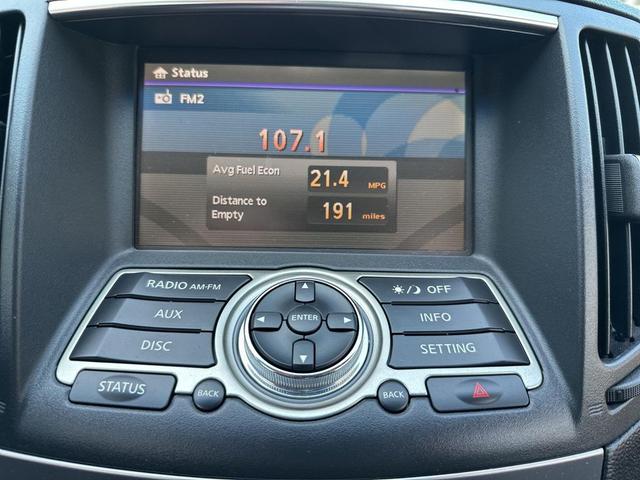 Status
FM2
107.1
Avg Fuel Econ 21.4 MPG
Distance to
Empty 191 miles
RADIO AM·FM
OFF
AUX
ENTER
INFO
DISC
SETTING
STATUS
BACK
BACK